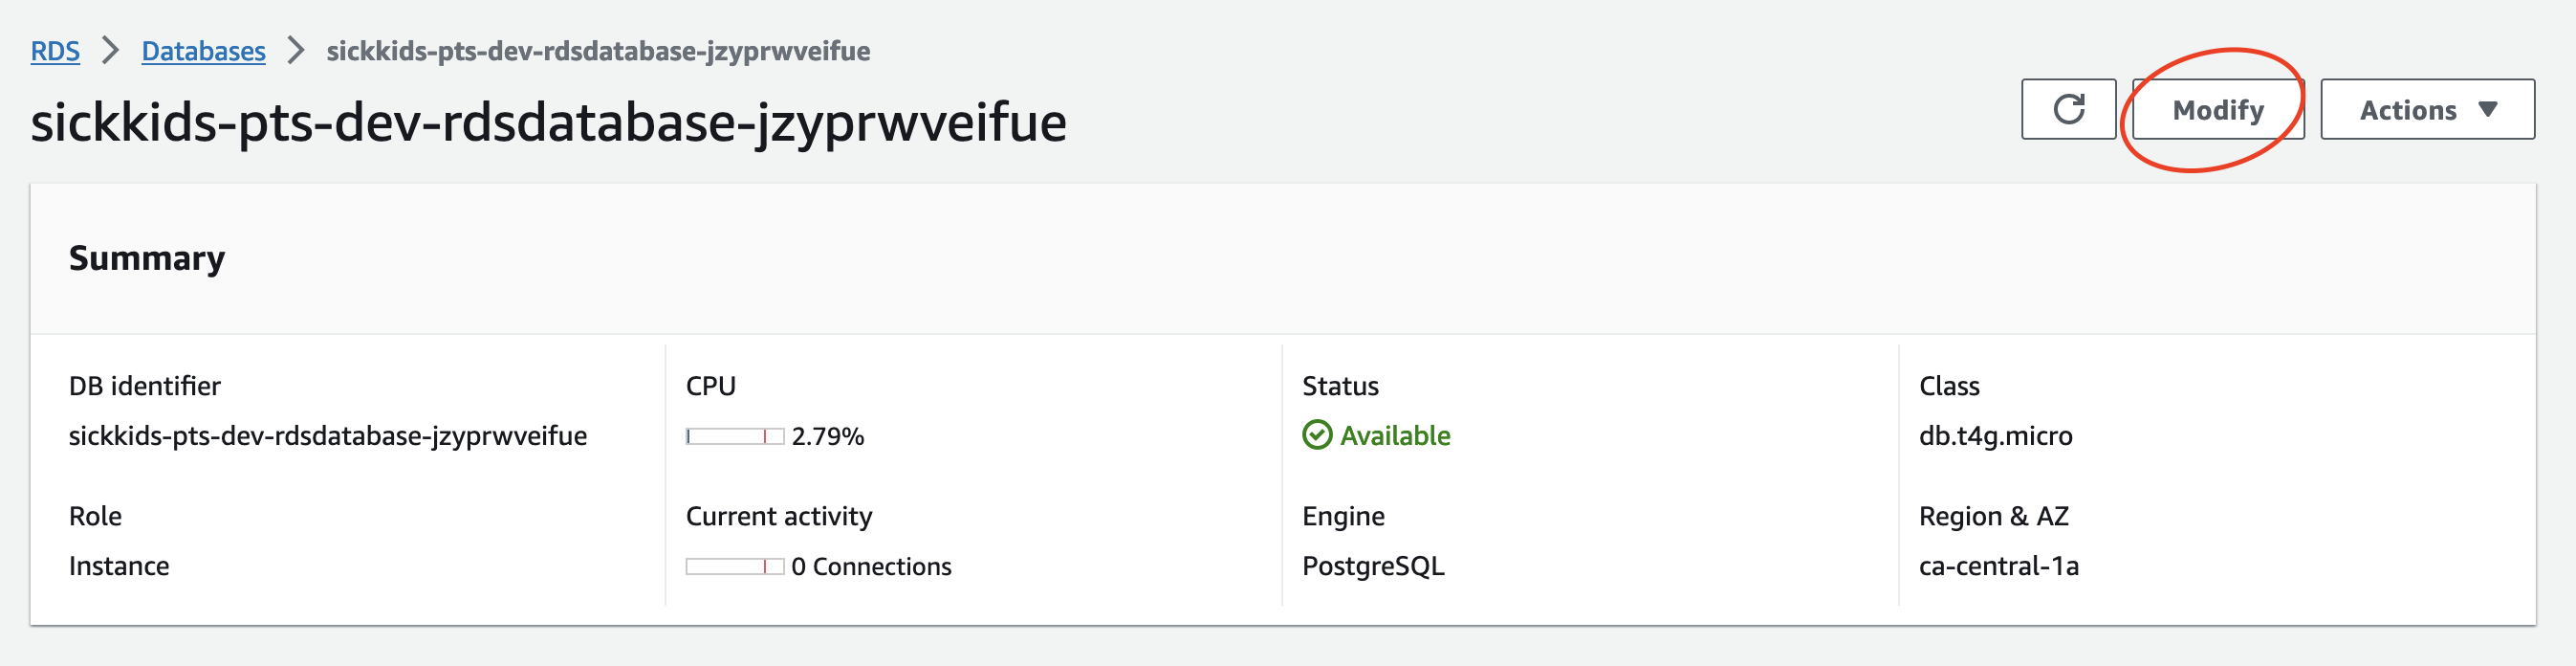 RDS > Databases > sickkids-pts-dev-rdsdatabase-jzyprwveifue
sickkids-pts-dev-rdsdatabase-jzyprwveifue
Modify
Actions
Summary
DB identifier
sickkids-pts-dev-rdsdatabase-jzyprwveifue
CPU
2.79%
Status
Available
Class
db.t4g.micro
Role
Instance
Current activity
0 Connections
Engine
PostgreSQL
Region & AZ
ca-central-1a